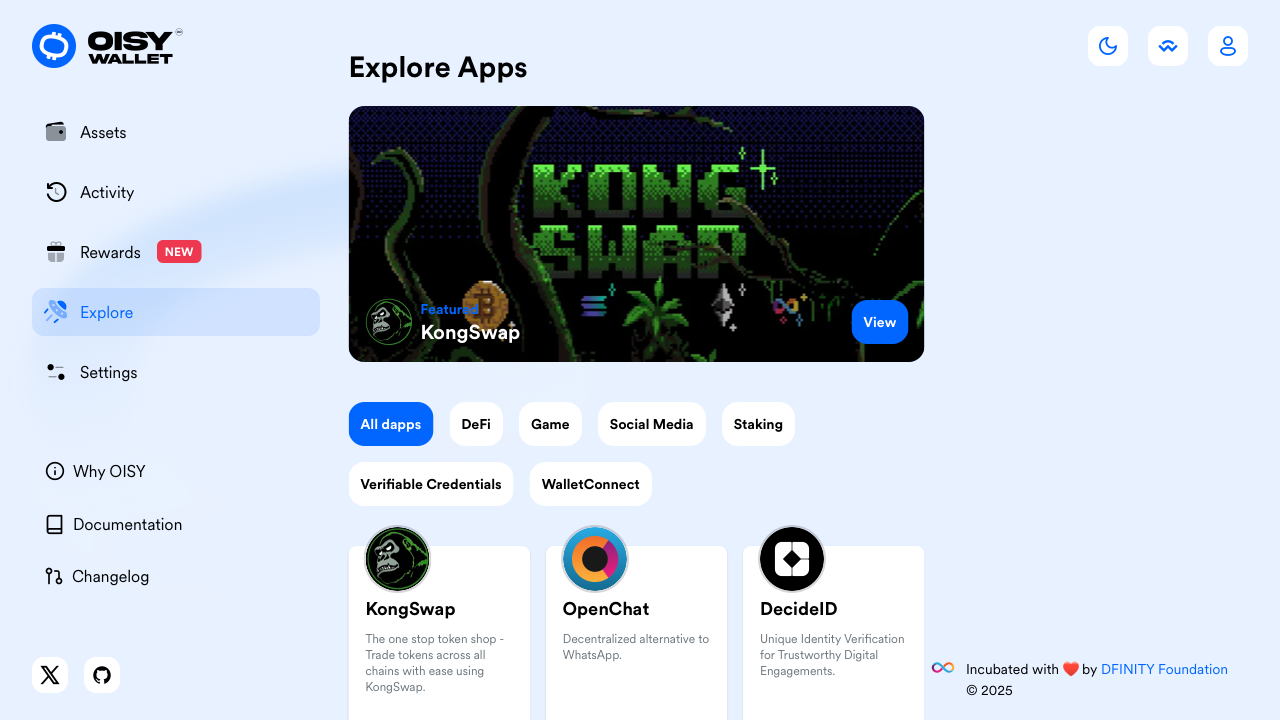 OISY
WALLET
Assets
Activity
Rewards
NEW
Explore
Settings
Why OISY
Documentation
Changelog
Explore Apps
KONG
SWAP
Featured
KongSwap
View
All dapps
DeFi
Game
Social Media
Staking
Verifiable Credentials
WalletConnect
KongSwap
The one stop token shop -
Trade tokens across all
chains with ease using
KongSwap.
OpenChat
Decentralized alternative to
WhatsApp.
DecideID
Unique Identity Verification
for Trustworthy Digital
Engagements.
Incubated with ❤️ by DFINITY Foundation
© 2025